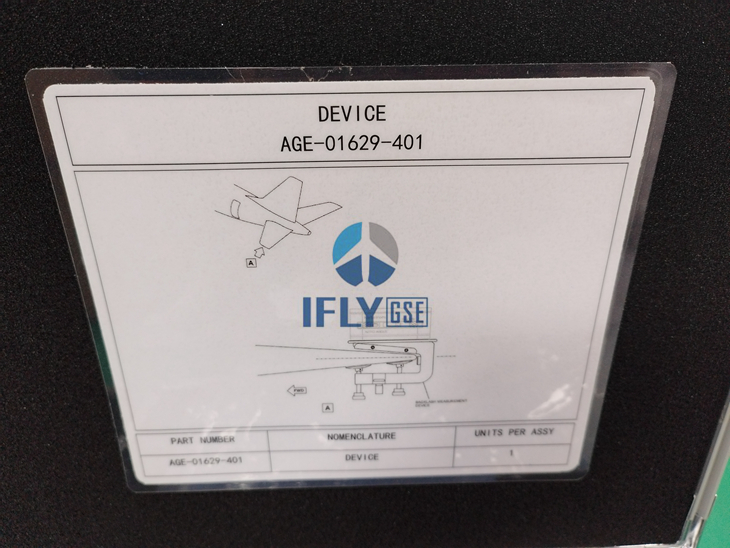 DEVICE
AGE-01629-401
A
IFLY GSE
FWD
A
PART NUMBER NOMENCLATURE UNITS PER ASSY
AGE-01629-401 DEVICE 1